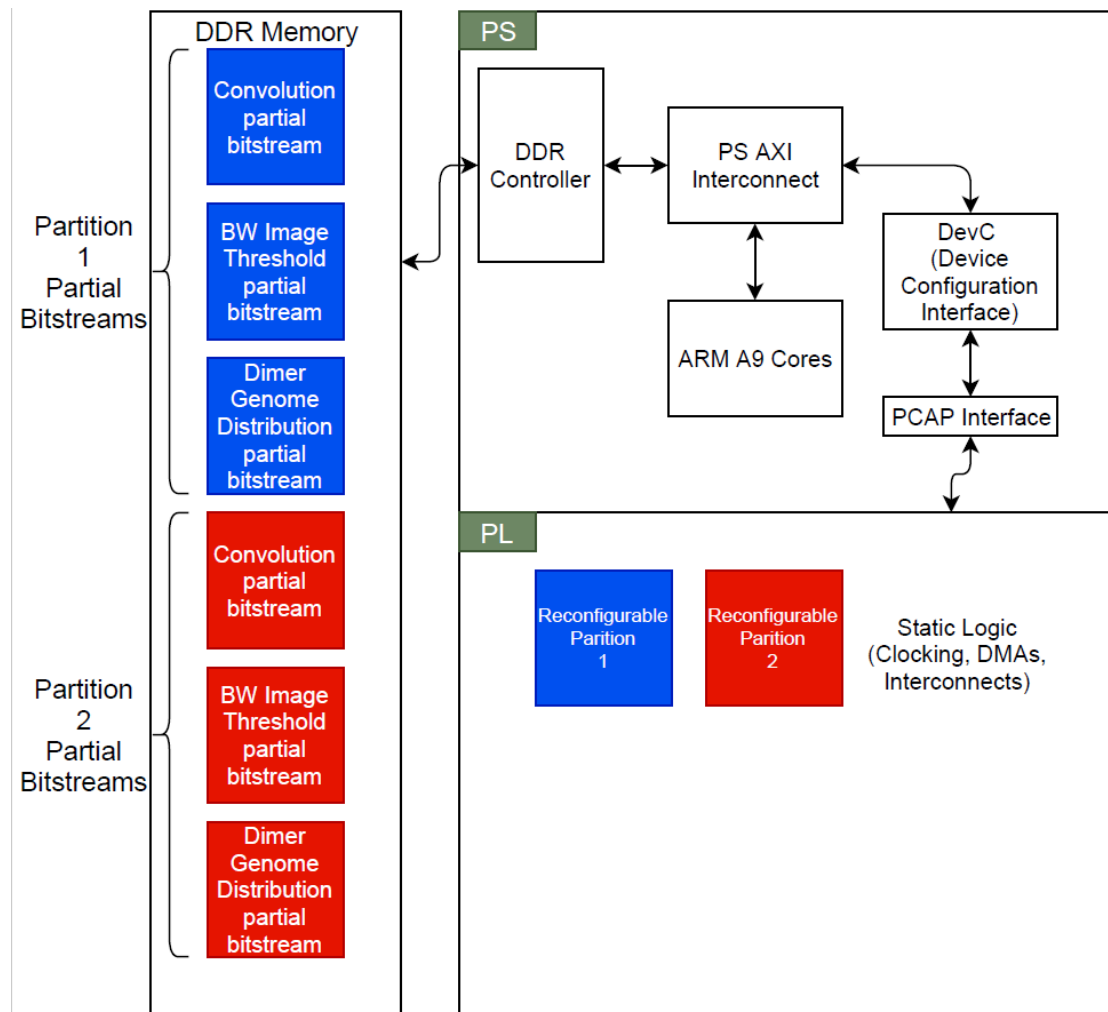 DDR Memory
Convolution
partial
bitstream
BW Image
Threshold
partial
bitstream
Dimer
Genome
Distribution
partial
bitstream
Partition
1
Partial
Bitstreams
Convolution
partial
bitstream
BW Image
Threshold
partial
bitstream
Dimer
Genome
Distribution
partial
bitstream
Partition
2
Partial
Bitstreams
PS
DDR
Controller
PS AXI
Interconnect
ARM A9 Cores
DevC
(Device
Configuration
Interface)
PCAP Interface
PL
Reconfigurable
Parition
1
Reconfigurable
Parition
2
Static Logic
(Clocking, DMAs,
Interconnects)